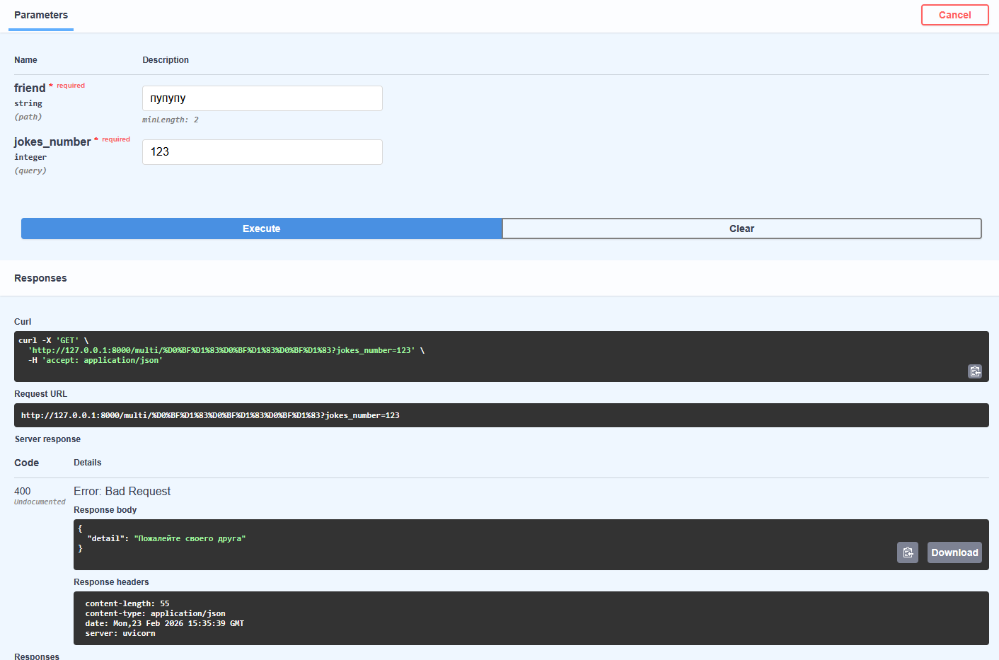 Parameters
Cancel
Name Description
friend * required
string
(path)
пупупу
minLength: 2
jokes_number * required
integer
(query)
123
Execute Clear
Responses
Curl
curl -X 'GET' \
'http://127.0.0.1:8000/multi/%D0%BF%D1%83%D0%BF%D1%83%D0%BF%D1%83?jokes_number=123' \
-H 'accept: application/json'
Request URL
http://127.0.0.1:8000/multi/%D0%BF%D1%83%D0%BF%D1%83%D0%BF%D1%83?jokes_number=123
Server response
Code Details
400
Undocumented
Error: Bad Request
Response body
{
"detail": "Пожалейте своего друга"
}
Download
Response headers
content-length: 55
content-type: application/json
date: Mon,23 Feb 2026 15:35:39 GMT
server: uvicorn
Responses